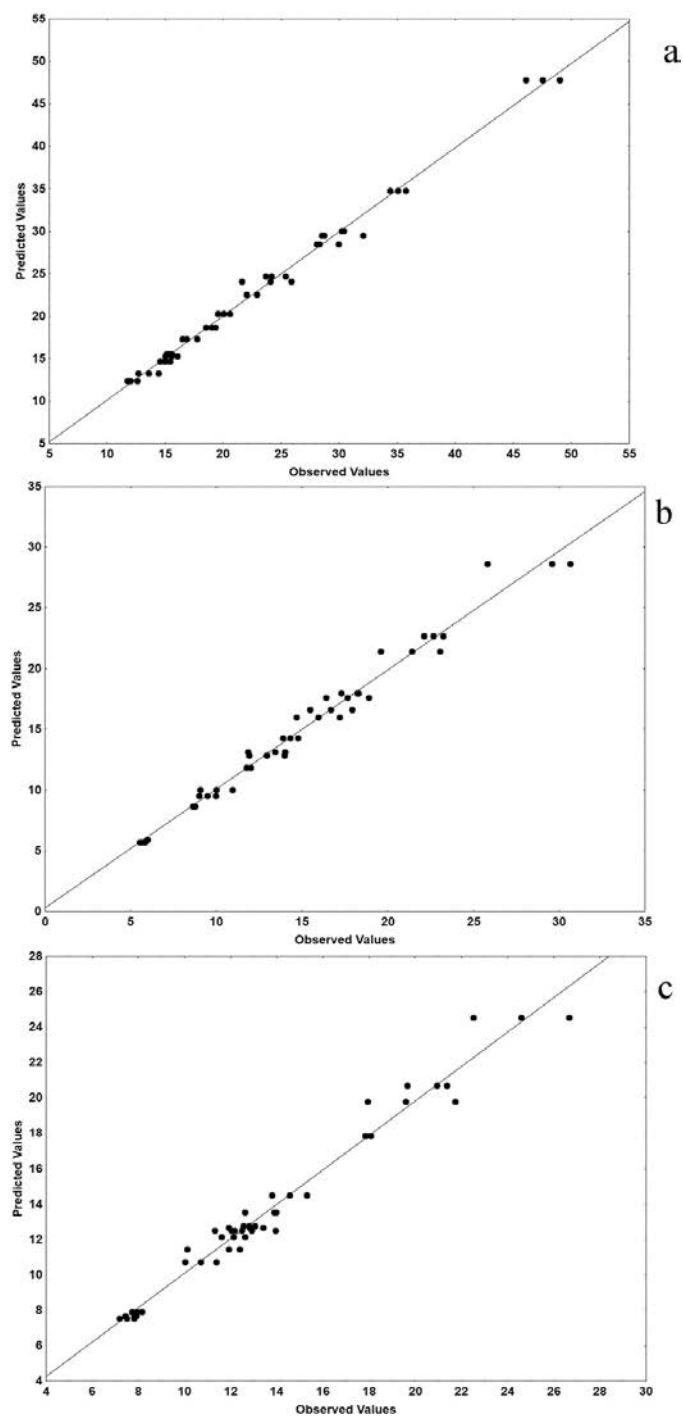 a
55
50
45
40
35
30
25
20
15
10
5
Predicted Values
5 10 15 20 25 30 35 40 45 50 55
Observed Values
b
35
30
25
20
15
10
5
0
Predicted Values
0 5 10 15 20 25 30 35
Observed Values
c
28
26
24
22
20
18
16
14
12
10
8
6
4
Predicted Values
4 6 8 10 12 14 16 18 20 22 24 26 28 30
Observed Values